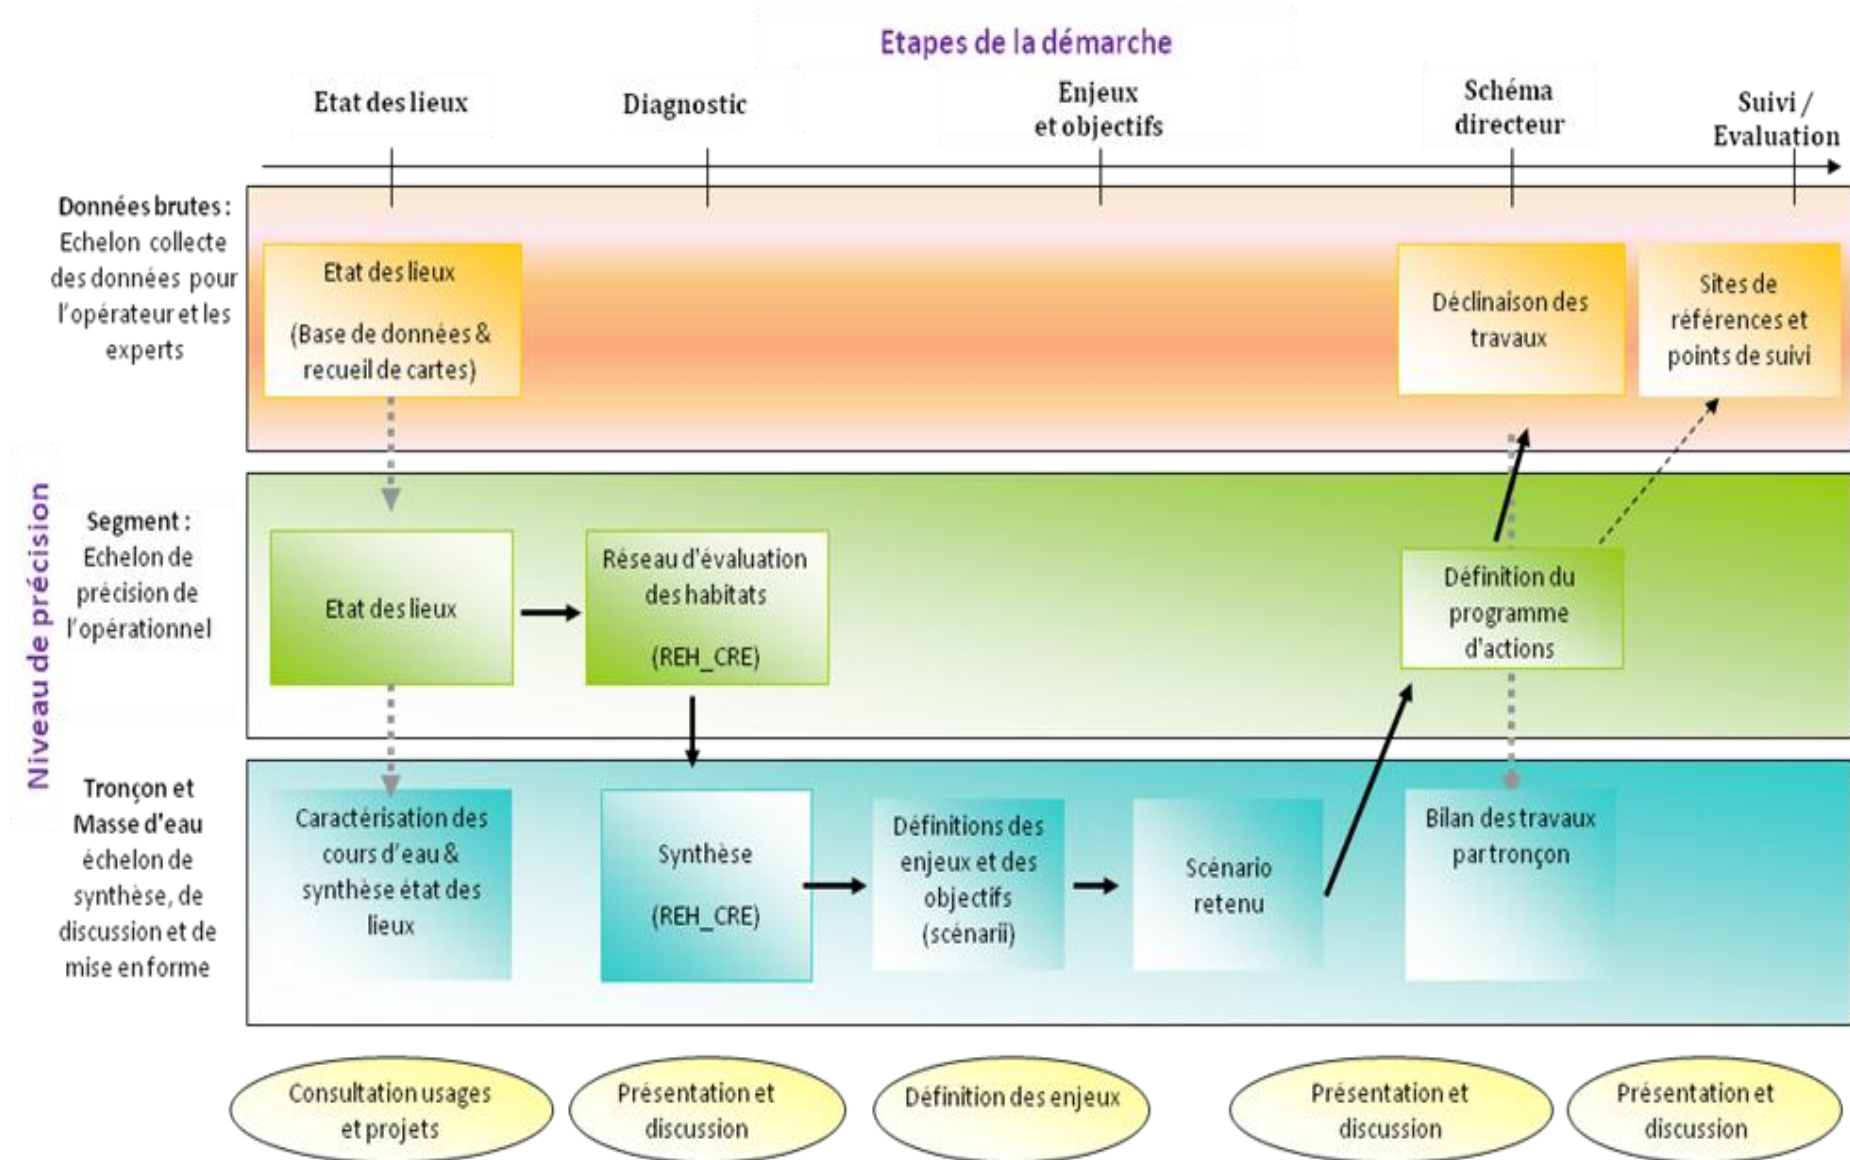 Etapes de la démarche
Etat des lieux
Diagnostic
Enjeux
et objectifs
Schéma
directeur
Suivi /
Evaluation
Niveau de précision
Données brutes :
Echelon collecte
des données pour
l'opérateur et les
experts
Etat des lieux
(Base de données &
recueil de cartes)
Déclinaison des
travaux
Sites de
références et
points de suivi
Segment :
Echelon de
précision de
l'opérationnel
Etat des lieux
Réseau d'évaluation
des habitats
(REH_CRE)
Définition du
programme
d'actions
Tronçon et
Masse d'eau
échelon de
synthèse, de
discussion et de
mise en forme
Caractérisation des
cours d'eau &
synthèse état des
lieux
Synthèse
(REH_CRE)
Définitions des
enjeux et des
objectifs
(scénarii)
Scénario
retenu
Bilan des travaux
par tronçon
Consultation usages
et projets
Présentation et
discussion
Définition des enjeux
Présentation et
discussion
Présentation et
discussion